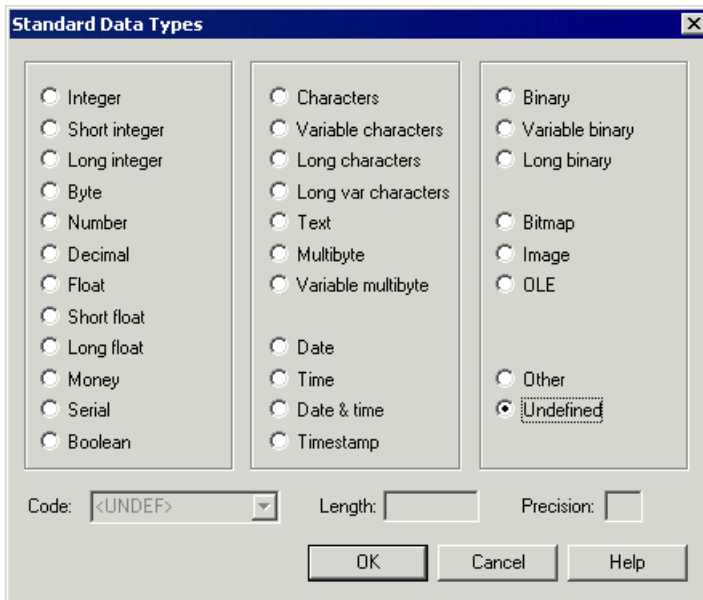 Standard Data Types
Integer
Short integer
Long integer
Byte
Number
Decimal
Float
Short float
Long float
Money
Serial
Boolean
Characters
Variable characters
Long characters
Long var characters
Text
Multibyte
Variable multibyte
Date
Time
Date & time
Timestamp
Binary
Variable binary
Long binary
Bitmap
Image
OLE
Other
Undefined
Code: <UNDEF> Length: Precision:
OK Cancel Help